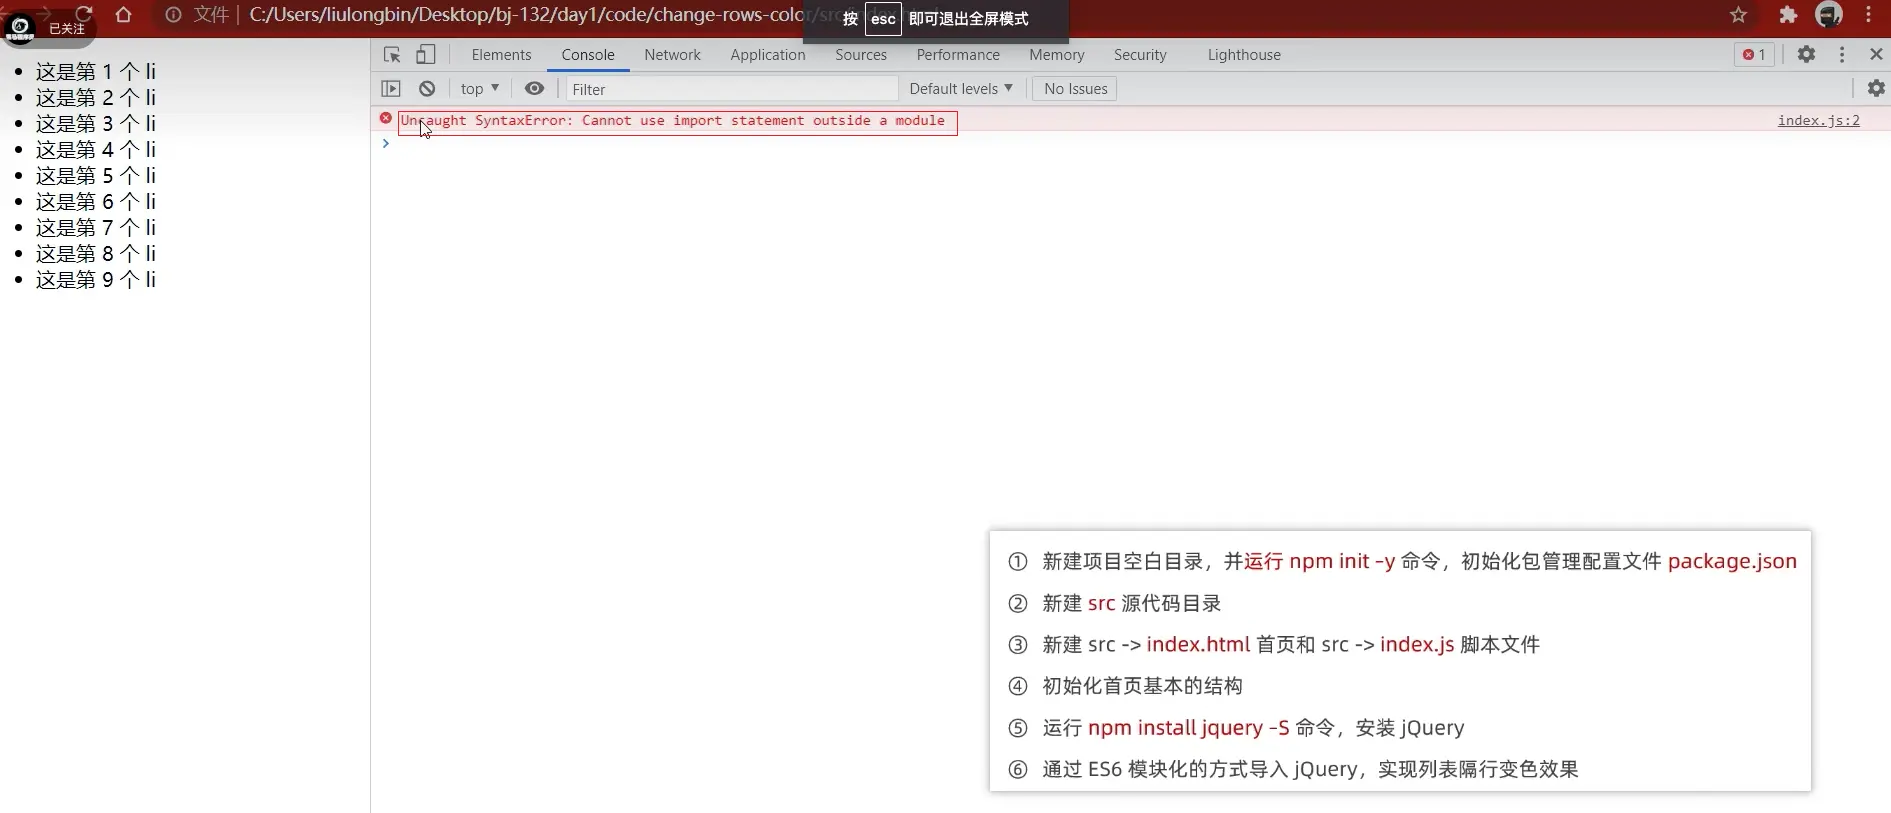 文件 C:/Users/liulongbin/Desktop/bj-132/day1/code/change-rows-color/src/index.html
按 esc 即可退出全屏模式
已关注
Elements Console Network Application Sources Performance Memory Security Lighthouse 1
top Filter Default levels No Issues
Uncaught SyntaxError: Cannot use import statement outside a module index.js:2
这是第 1 个 li
这是第 2 个 li
这是第 3 个 li
这是第 4 个 li
这是第 5 个 li
这是第 6 个 li
这是第 7 个 li
这是第 8 个 li
这是第 9 个 li
① 新建项目空白目录，并运行 npm init –y 命令，初始化包管理配置文件 package.json
② 新建 src 源代码目录
③ 新建 src -> index.html 首页和 src -> index.js 脚本文件
④ 初始化首页基本的结构
⑤ 运行 npm install jquery –S 命令，安装 jQuery
⑥ 通过 ES6 模块化的方式导入 jQuery，实现列表隔行变色效果